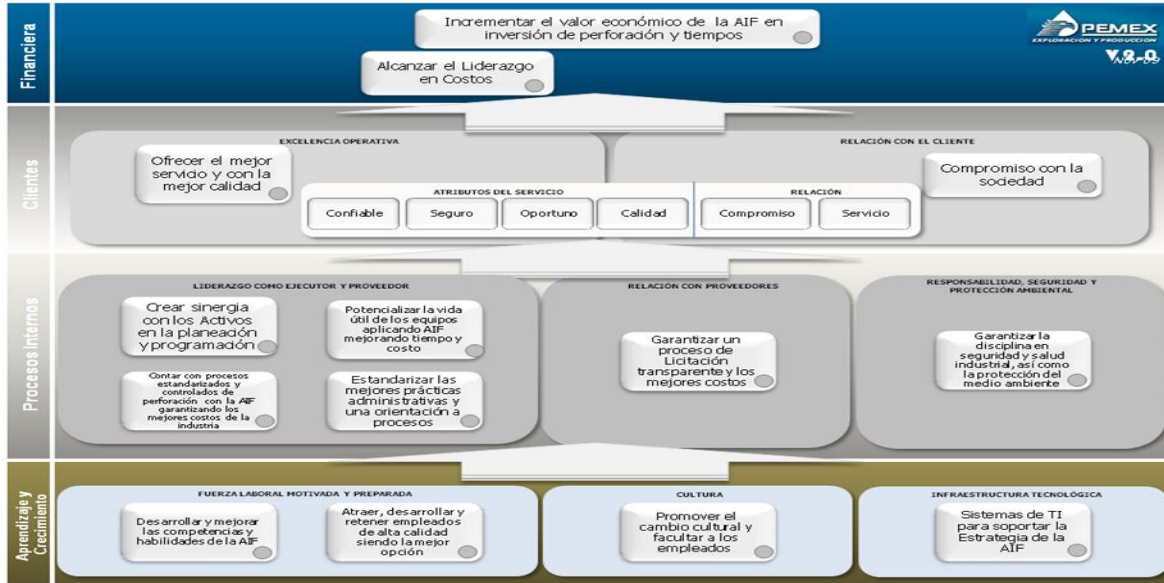 Financiera
Incrementar el valor económico de la AIF en
inversión de perforación y tiempos
Alcanzar el Liderazgo
en Costos
PEMEX
EXPLORACIÓN Y PRODUCCIÓN
Clientes
EXCELENCIA OPERATIVA
Ofrecer el mejor
servicio y con la
mejor calidad
RELACIÓN CON EL CLIENTE
Compromiso con la
sociedad
ATRIBUTOS DEL SERVICIO
Confiable
Seguro
Oportuno
Calidad
RELACIÓN
Compromiso
Servicio
Procesos Internos
LIDERAZGO COMO EJECUTOR Y PROVEEDOR
Crear sinergia
con los Activos
en la planeación
y programación
Potencializar la vida
útil de los equipos
aplicando AIF
mejorando tiempo y
costo
Contar con procesos
estandarizados y
controlados de
perforación con la AIF
garantizando los
mejores costos de la
industria
Estandarizar las
mejores prácticas
administrativas y
una orientación a
procesos
RELACIÓN CON PROVEEDORES
Garantizar un
proceso de
Licitación
transparente y los
mejores costos
RESPONSABILIDAD, SEGURIDAD Y
PROTECCIÓN AMBIENTAL
Garantizar la
disciplina en
seguridad y salud
industrial, así como
la protección del
medio ambiente
Aprendizaje y
Crecimiento
FUERZA LABORAL MOTIVADA Y PREPARADA
Desarrollar y mejorar
las competencias y
habilidades de la AIF
Atraer, desarrollar y
retener empleados
de alta calidad
siendo la mejor
opción
CULTURA
Promover el
cambio cultural y
facultar a los
empleados
INFRAESTRUCTURA TECNOLÓGICA
Sistemas de TI
para soportar la
Estrategia de la
AIF